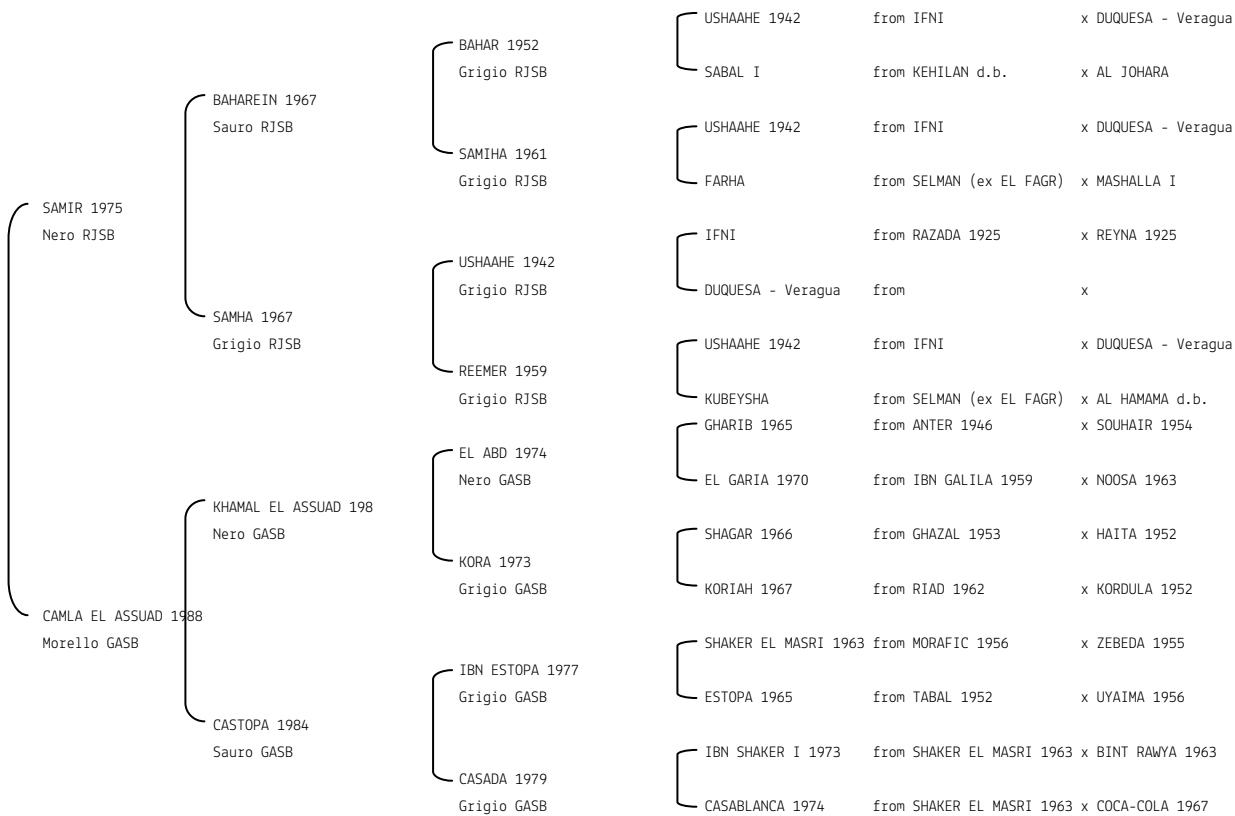 USHAAHE 1942 from IFNI x DUQUESA - Veragua
BAHAR 1952
Grigio RJSB SABAL I from KEHILAN d.b. x AL JOHARA
BAHAREIN 1967
Sauro RJSB USHAAHE 1942 from IFNI x DUQUESA - Veragua
SAMIHA 1961
Grigio RJSB FARHA from SELMAN (ex EL FAGR) x MASHALLA I
SAMIR 1975
Nero RJSB IFNI from RAZADA 1925 x REYNA 1925
USHAAHE 1942
Grigio RJSB DUQUESA - Veragua from x
SAMHA 1967
Grigio RJSB USHAAHE 1942 from IFNI x DUQUESA - Veragua
REEMER 1959
Grigio RJSB KUBEYSHA from SELMAN (ex EL FAGR) x AL HAMAMA d.b.
GHARIB 1965 from ANTER 1946 x SOUHAIR 1954
EL ABD 1974
Nero GASB EL GARIA 1970 from IBN GALILA 1959 x NOOSA 1963
KHAMAL EL ASSUAD 198
Nero GASB SHAGAR 1966 from GHAZAL 1953 x HAITA 1952
KORA 1973
Grigio GASB KORIAH 1967 from RIAD 1962 x KORDULA 1952
CAMLA EL ASSUAD 1988
Morello GASB SHAKER EL MASRI 1963 from MORAFIC 1956 x ZEBEDA 1955
IBN ESTOPA 1977
Grigio GASB ESTOPA 1965 from TABAL 1952 x UYAIMA 1956
CASTOPA 1984
Sauro GASB IBN SHAKER I 1973 from SHAKER EL MASRI 1963 x BINT RAWYA 1963
CASADA 1979
Grigio GASB CASABLANCA 1974 from SHAKER EL MASRI 1963 x COCA-COLA 1967